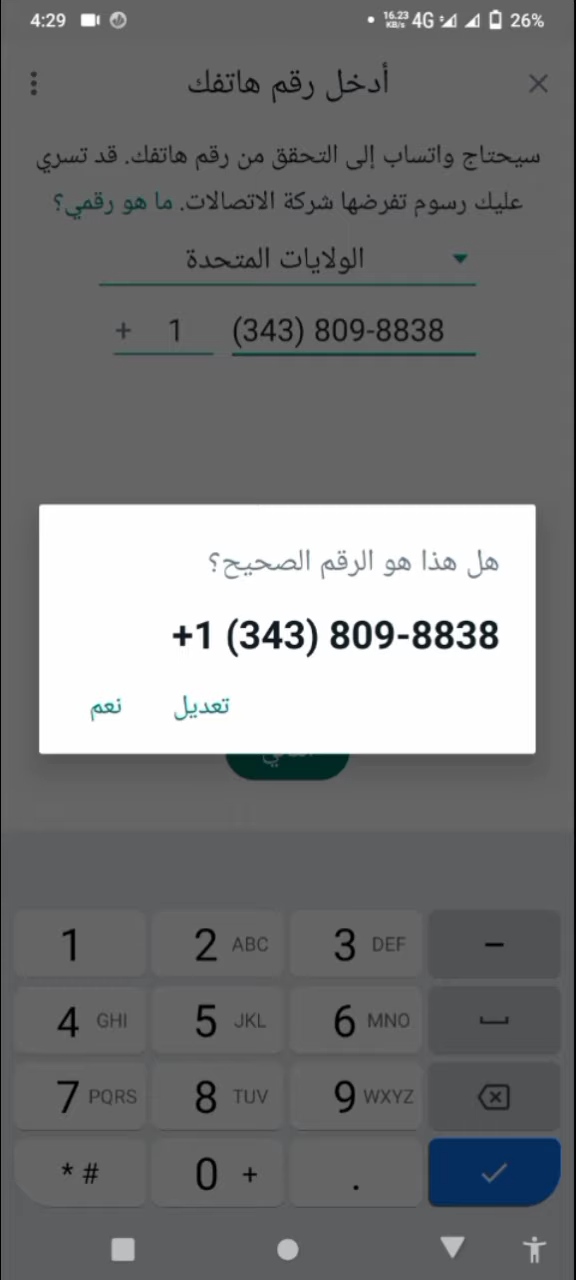 4:29
16.23 KB/s 4G 26%
أدخل رقم هاتفك
سيحتاج واتساب إلى التحقق من رقم هاتفك. قد تسري
عليك رسوم تفرضها شركة الاتصالات. ما هو رقمي؟
الولايات المتحدة
+ 1 (343) 809-8838
هل هذا هو الرقم الصحيح؟
+1 (343) 809-8838
تعديل نعم
1 2 ABC 3 DEF –
4 GHI 5 JKL 6 MNO
7 PQRS 8 TUV 9 WXYZ
* # 0 + .